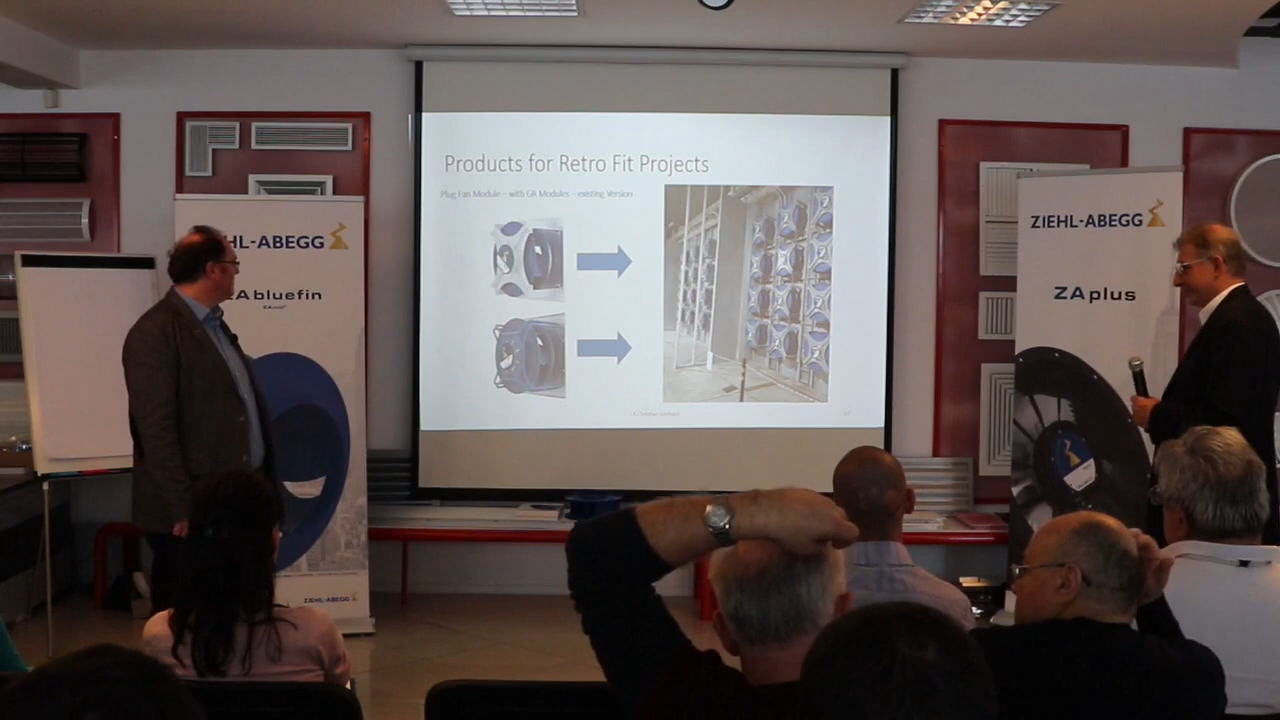 Products for Retro Fit Projects
Plug Fan Module – with GR Modules – existing Version
HL-ABEGG
ZAbluefin
ZIEHL-ABEGG
ZIEHL-ABEGG
ZAplus